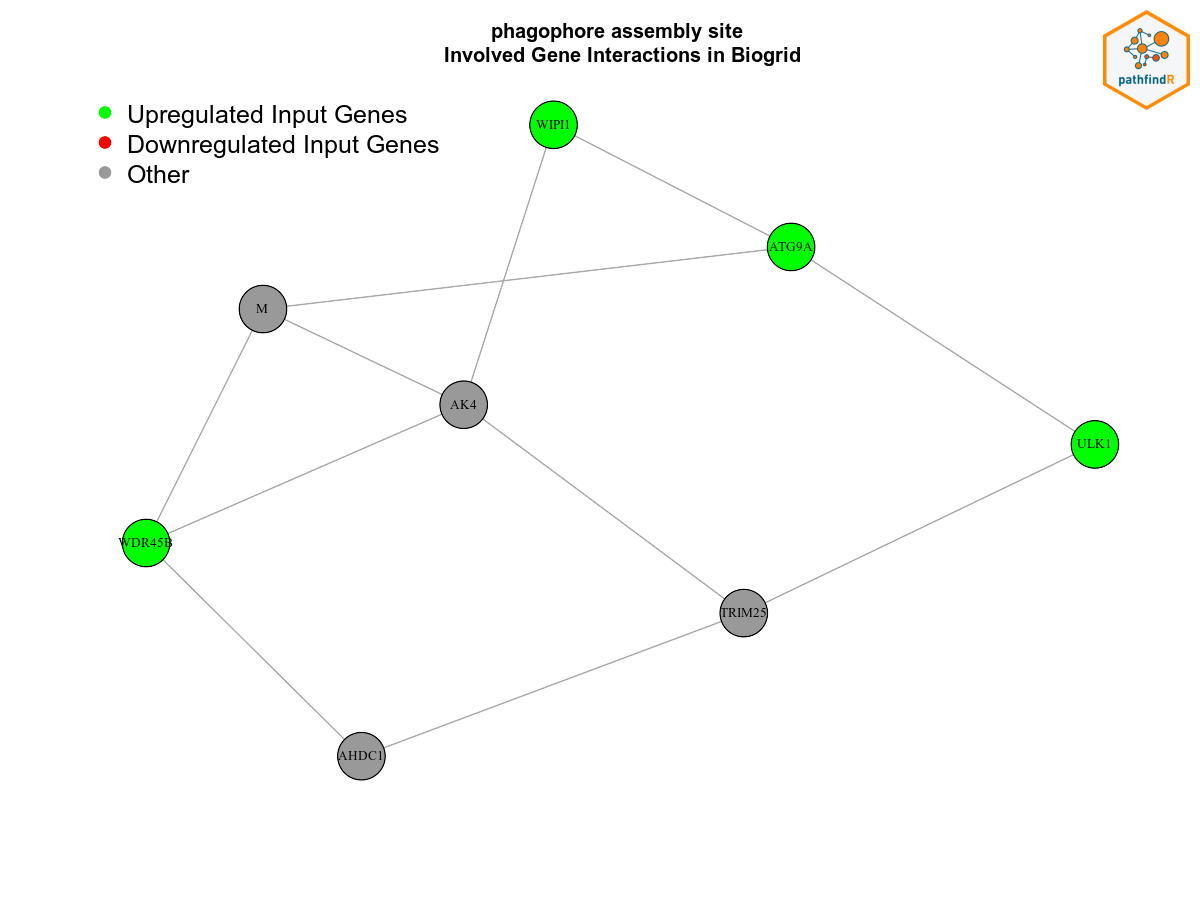 phagophore assembly site
Involved Gene Interactions in Biogrid
pathfindR
Upregulated Input Genes
Downregulated Input Genes
Other
WIPI1
ATG9A
M
AK4
ULK1
WDR45B
TRIM25
AHDC1